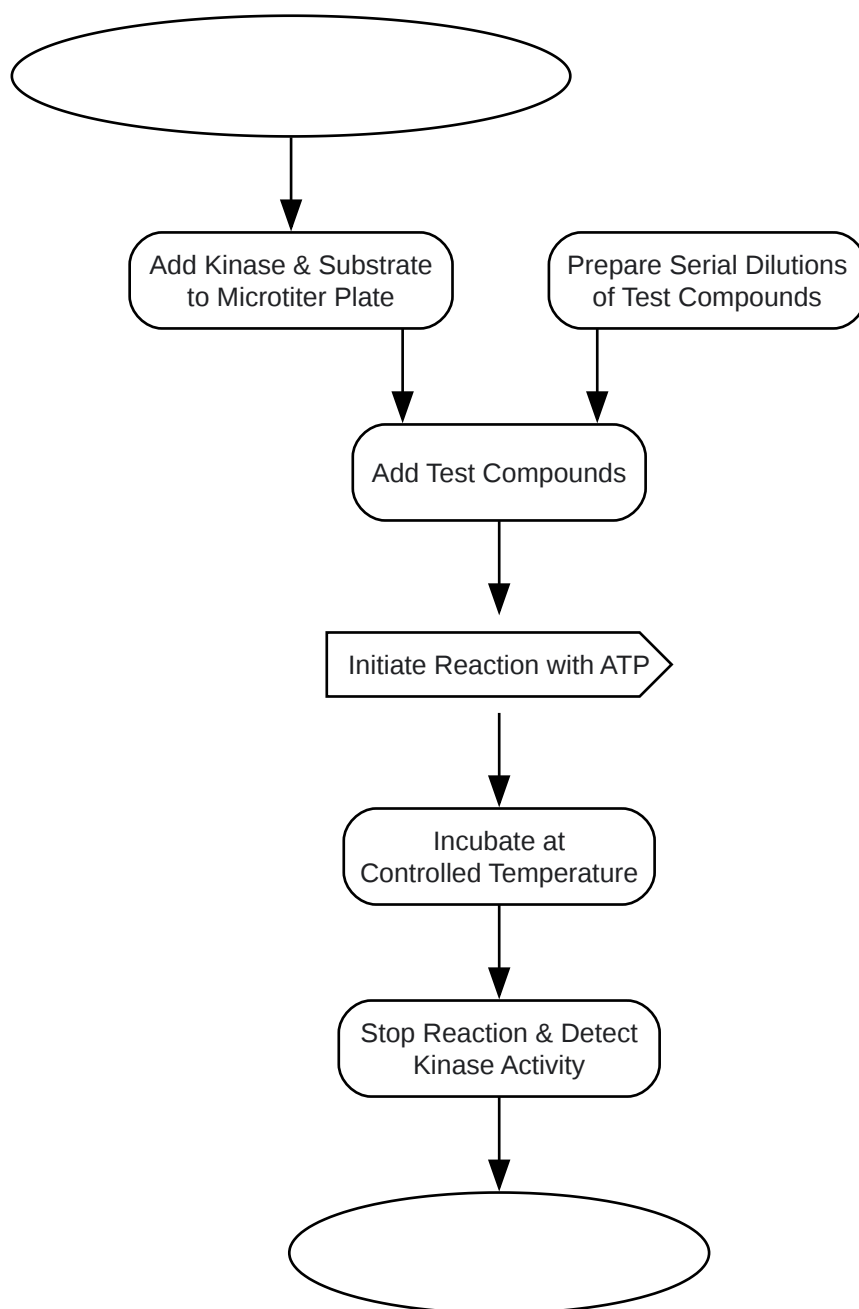 Add Kinase & Substrate
to Microtiter Plate
Prepare Serial Dilutions
of Test Compounds
Add Test Compounds
Initiate Reaction with ATP
Incubate at
Controlled Temperature
Stop Reaction & Detect
Kinase Activity